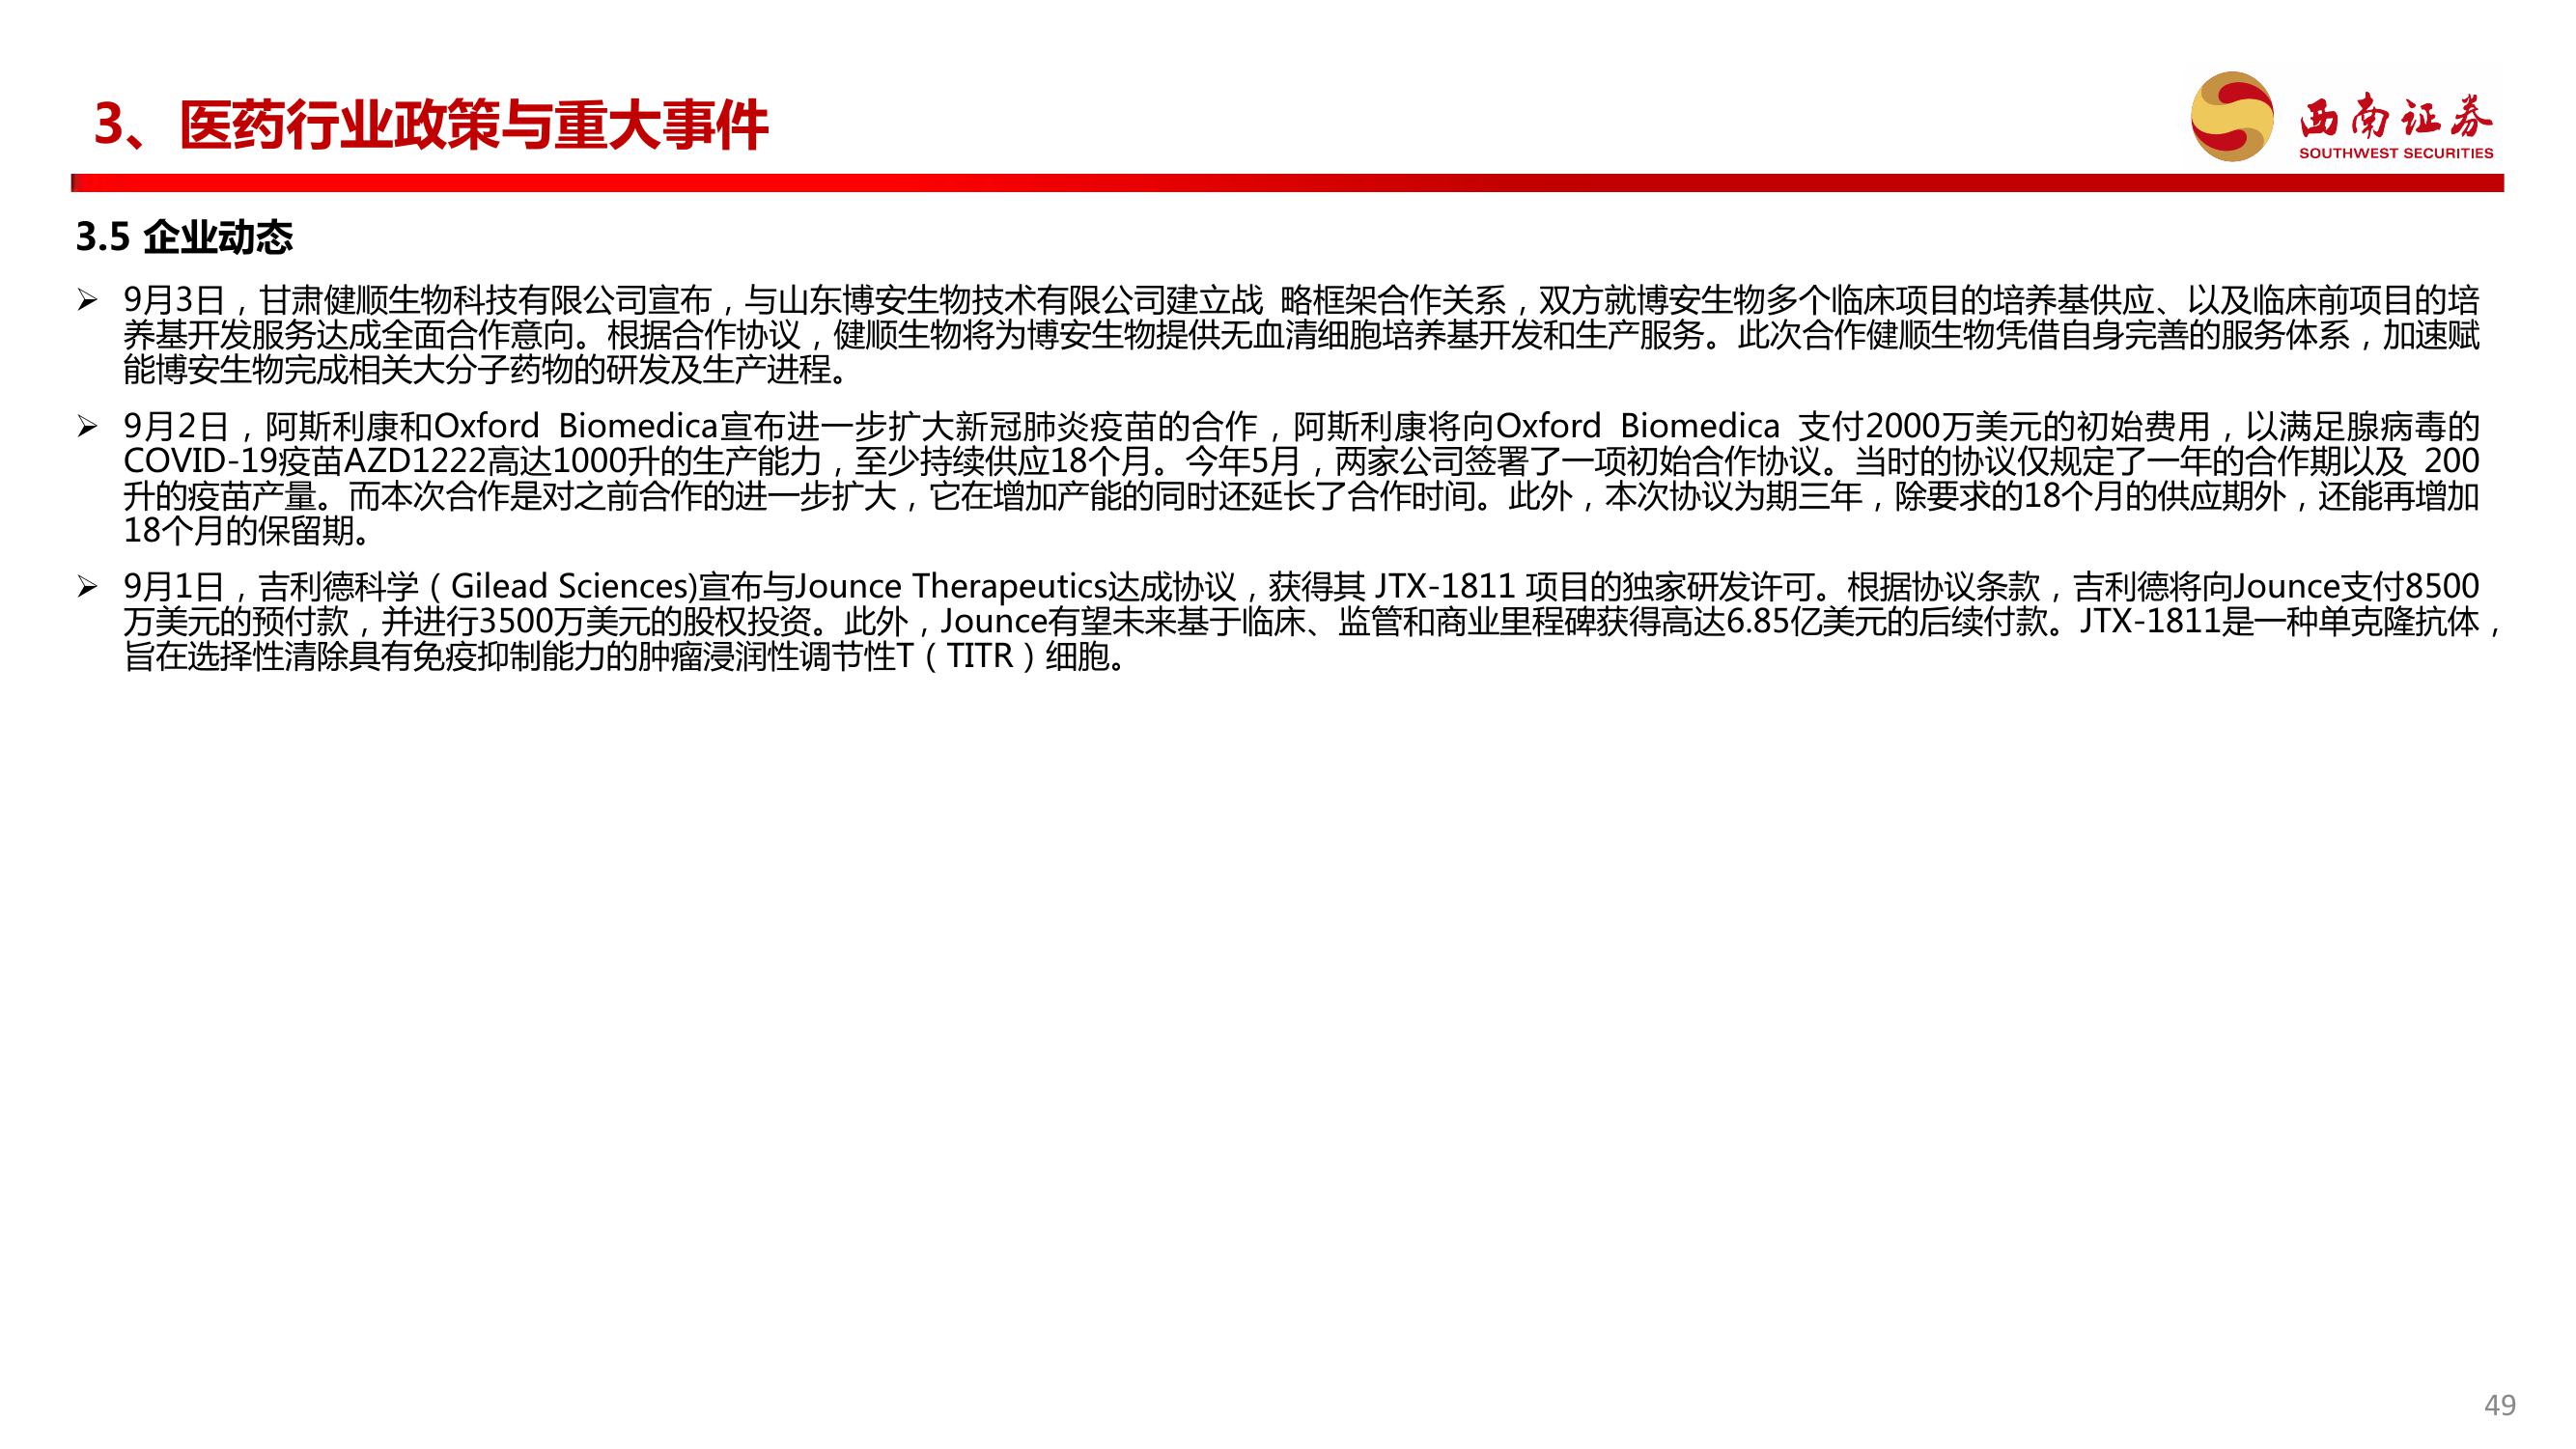 3、医药行业政策与重大事件
西南证券
SOUTHWEST SECURITIES
3.5 企业动态
➢ 9月3日，甘肃健顺生物科技有限公司宣布，与山东博安生物技术有限公司建立战 略框架合作关系，双方就博安生物多个临床项目的培养基供应、以及临床前项目的培
养基开发服务达成全面合作意向。根据合作协议，健顺生物将为博安生物提供无血清细胞培养基开发和生产服务。此次合作健顺生物凭借自身完善的服务体系，加速赋
能博安生物完成相关大分子药物的研发及生产进程。
➢ 9月2日，阿斯利康和Oxford Biomedica宣布进一步扩大新冠肺炎疫苗的合作，阿斯利康将向Oxford Biomedica 支付2000万美元的初始费用，以满足腺病毒的
COVID-19疫苗AZD1222高达1000升的生产能力，至少持续供应18个月。今年5月，两家公司签署了一项初始合作协议。当时的协议仅规定了一年的合作期以及 200
升的疫苗产量。而本次合作是对之前合作的进一步扩大，它在增加产能的同时还延长了合作时间。此外，本次协议为期三年，除要求的18个月的供应期外，还能再增加
18个月的保留期。
➢ 9月1日，吉利德科学（Gilead Sciences)宣布与Jounce Therapeutics达成协议，获得其 JTX-1811 项目的独家研发许可。根据协议条款，吉利德将向Jounce支付8500
万美元的预付款，并进行3500万美元的股权投资。此外，Jounce有望未来基于临床、监管和商业里程碑获得高达6.85亿美元的后续付款。JTX-1811是一种单克隆抗体，
旨在选择性清除具有免疫抑制能力的肿瘤浸润性调节性T（TITR）细胞。
49